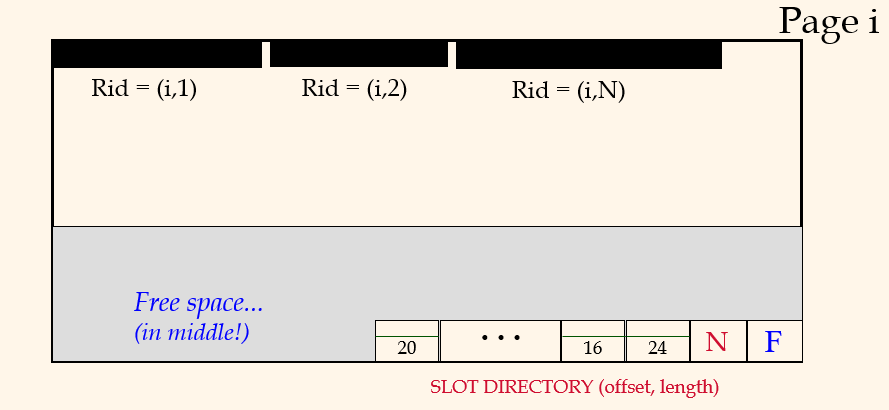 Page i
Rid = (i,1) Rid = (i,2) Rid = (i,N)
Free space...
(in middle!)
20 ... 16 24 N F
SLOT DIRECTORY (offset, length)